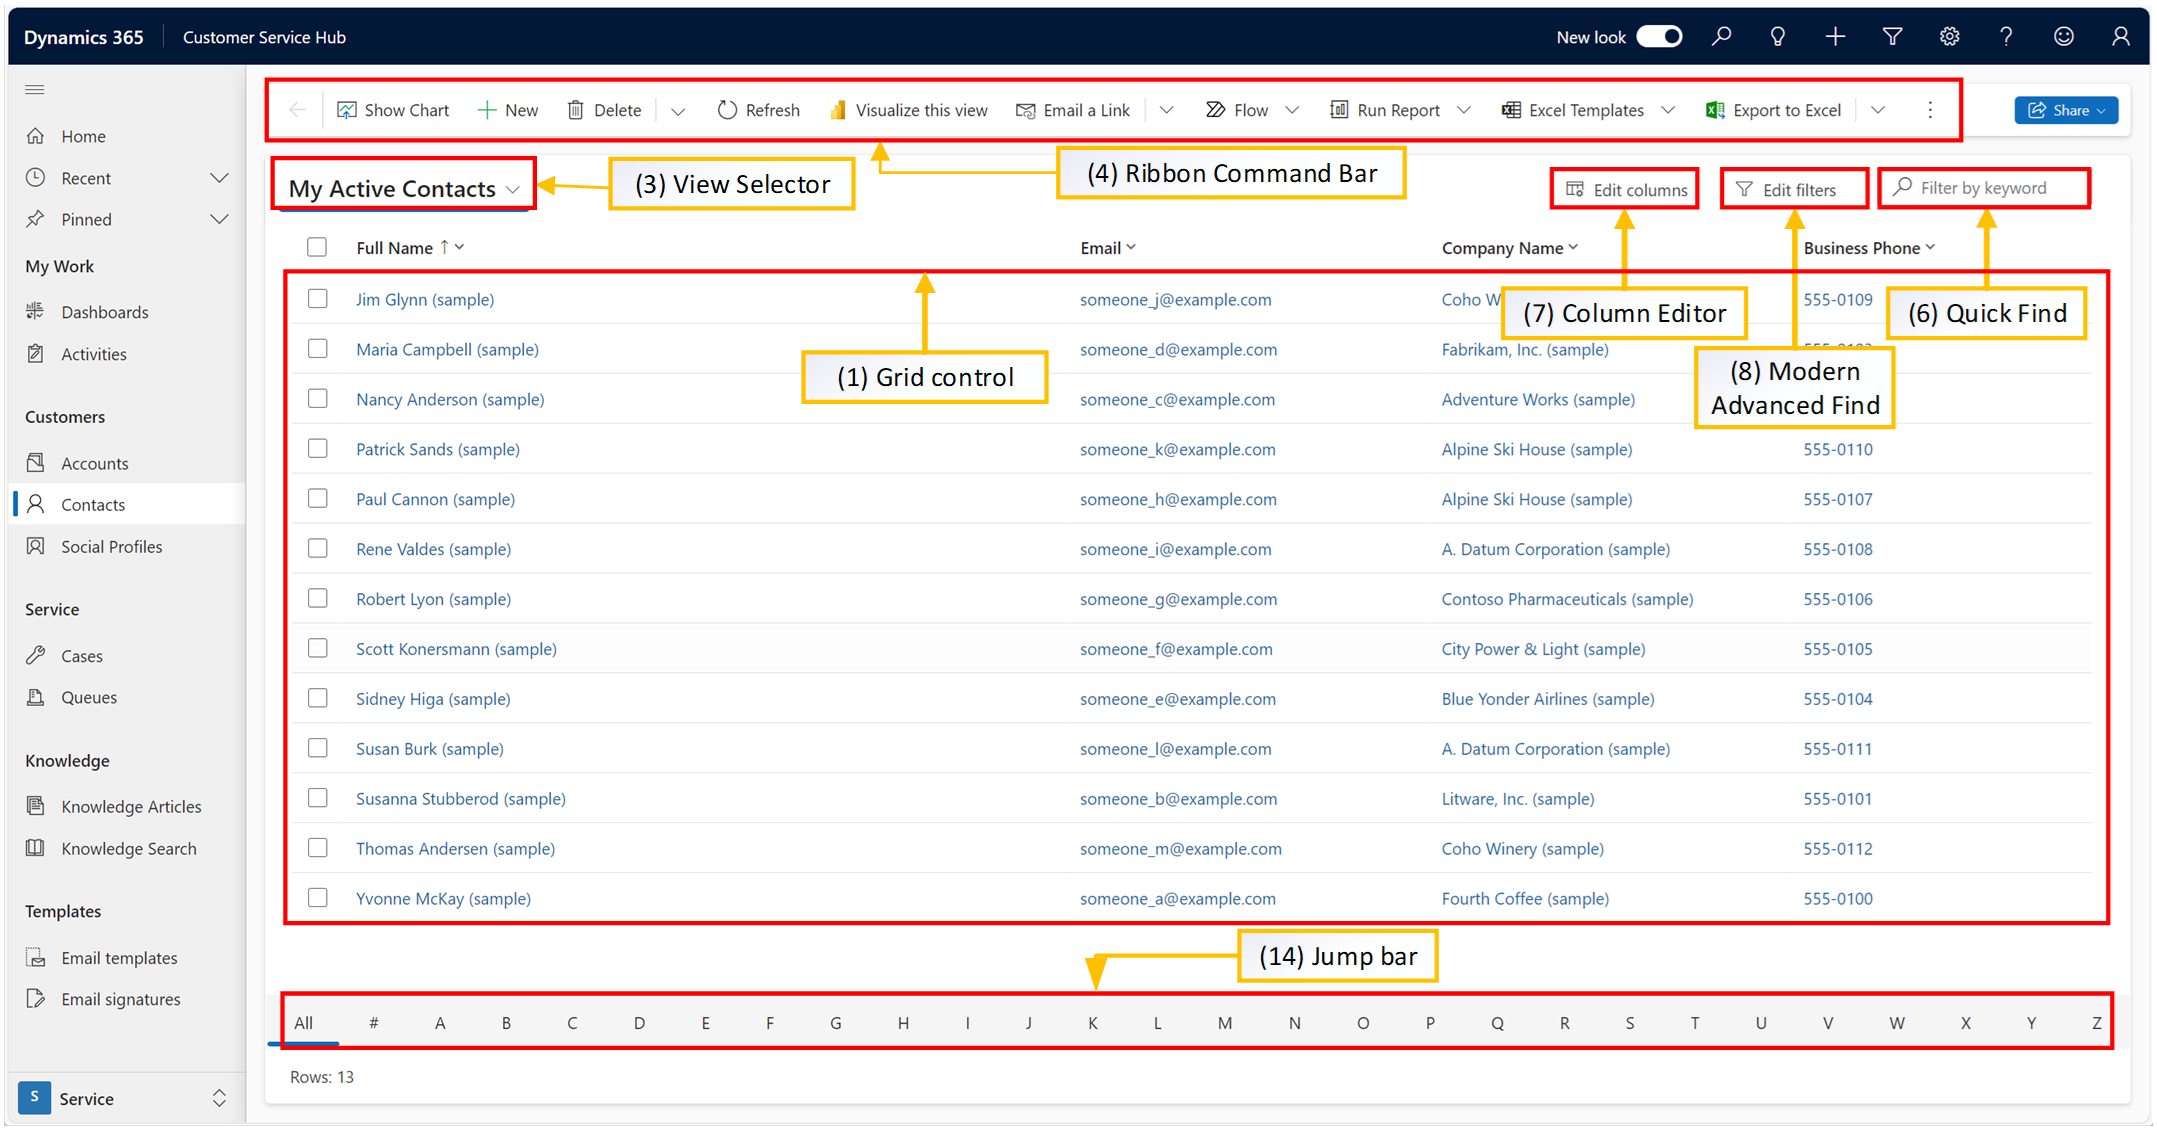 Dynamics 365
Customer Service Hub
New look
Show Chart
New
Delete
Refresh
Visualize this view
Email a Link
Flow
Run Report
Excel Templates
Export to Excel
Share
Home
Recent
Pinned
My Work
Dashboards
Activities
Customers
Accounts
Contacts
Social Profiles
Service
Cases
Queues
Knowledge
Knowledge Articles
Knowledge Search
Templates
Email templates
Email signatures
S
Service
(4) Ribbon Command Bar
My Active Contacts
(3) View Selector
Edit columns
Edit filters
Filter by keyword
Full Name
Email
Company Name
Business Phone
Jim Glynn (sample) someone_j@example.com Coho 555-0109
(7) Column Editor
(6) Quick Find
Maria Campbell (sample) someone_d@example.com Fabrikam, Inc. (sample)
(1) Grid control
(8) Modern
Advanced Find
Nancy Anderson (sample) someone_c@example.com Adventure Works (sample)
Patrick Sands (sample) someone_k@example.com Alpine Ski House (sample) 555-0110
Paul Cannon (sample) someone_h@example.com Alpine Ski House (sample) 555-0107
Rene Valdes (sample) someone_i@example.com A. Datum Corporation (sample) 555-0108
Robert Lyon (sample) someone_g@example.com Contoso Pharmaceuticals (sample) 555-0106
Scott Konersmann (sample) someone_f@example.com City Power & Light (sample) 555-0105
Sidney Higa (sample) someone_e@example.com Blue Yonder Airlines (sample) 555-0104
Susan Burk (sample) someone_l@example.com A. Datum Corporation (sample) 555-0111
Susanna Stubberod (sample) someone_b@example.com Litware, Inc. (sample) 555-0101
Thomas Andersen (sample) someone_m@example.com Coho Winery (sample) 555-0112
Yvonne McKay (sample) someone_a@example.com Fourth Coffee (sample) 555-0100
(14) Jump bar
All # A B C D E F G H I J K L M N O P Q R S T U V W X Y Z
Rows: 13